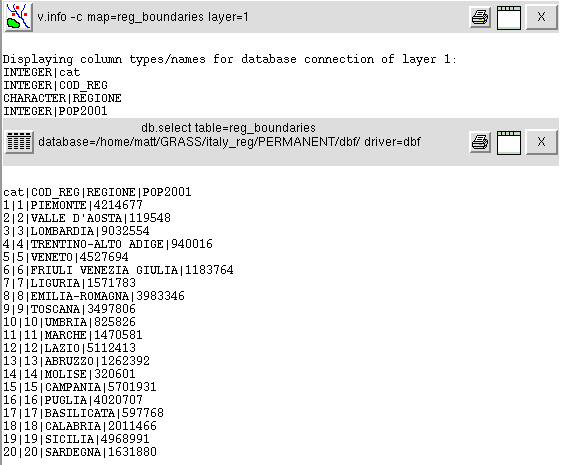 v.info -c map=reg_boundaries layer=1
X
Displaying column types/names for database connection of layer 1:
INTEGER|cat
INTEGER|COD_REG
CHARACTER|REGIONE
INTEGER|POP2001
db.select table=reg_boundaries
database=/home/matt/GRASS/italy_reg/PERMANENT/dbf/ driver=dbf
X
cat|COD_REG|REGIONE|POP2001
1|1|PIEMONTE|4214677
2|2|VALLE D'AOSTA|119548
3|3|LOMBARDIA|9032554
4|4|TRENTINO-ALTO ADIGE|940016
5|5|VENETO|4527694
6|6|FRIULI VENEZIA GIULIA|1183764
7|7|LIGURIA|1571783
8|8|EMILIA-ROMAGNA|3983346
9|9|TOSCANA|3497806
10|10|UMBRIA|825826
11|11|MARCHE|1470581
12|12|LAZIO|5112413
13|13|ABRUZZO|1262392
14|14|MOLISE|320601
15|15|CAMPANIA|5701931
16|16|PUGLIA|4020707
17|17|BASILICATA|597768
18|18|CALABRIA|2011466
19|19|SICILIA|4968991
20|20|SARDEGNA|1631880